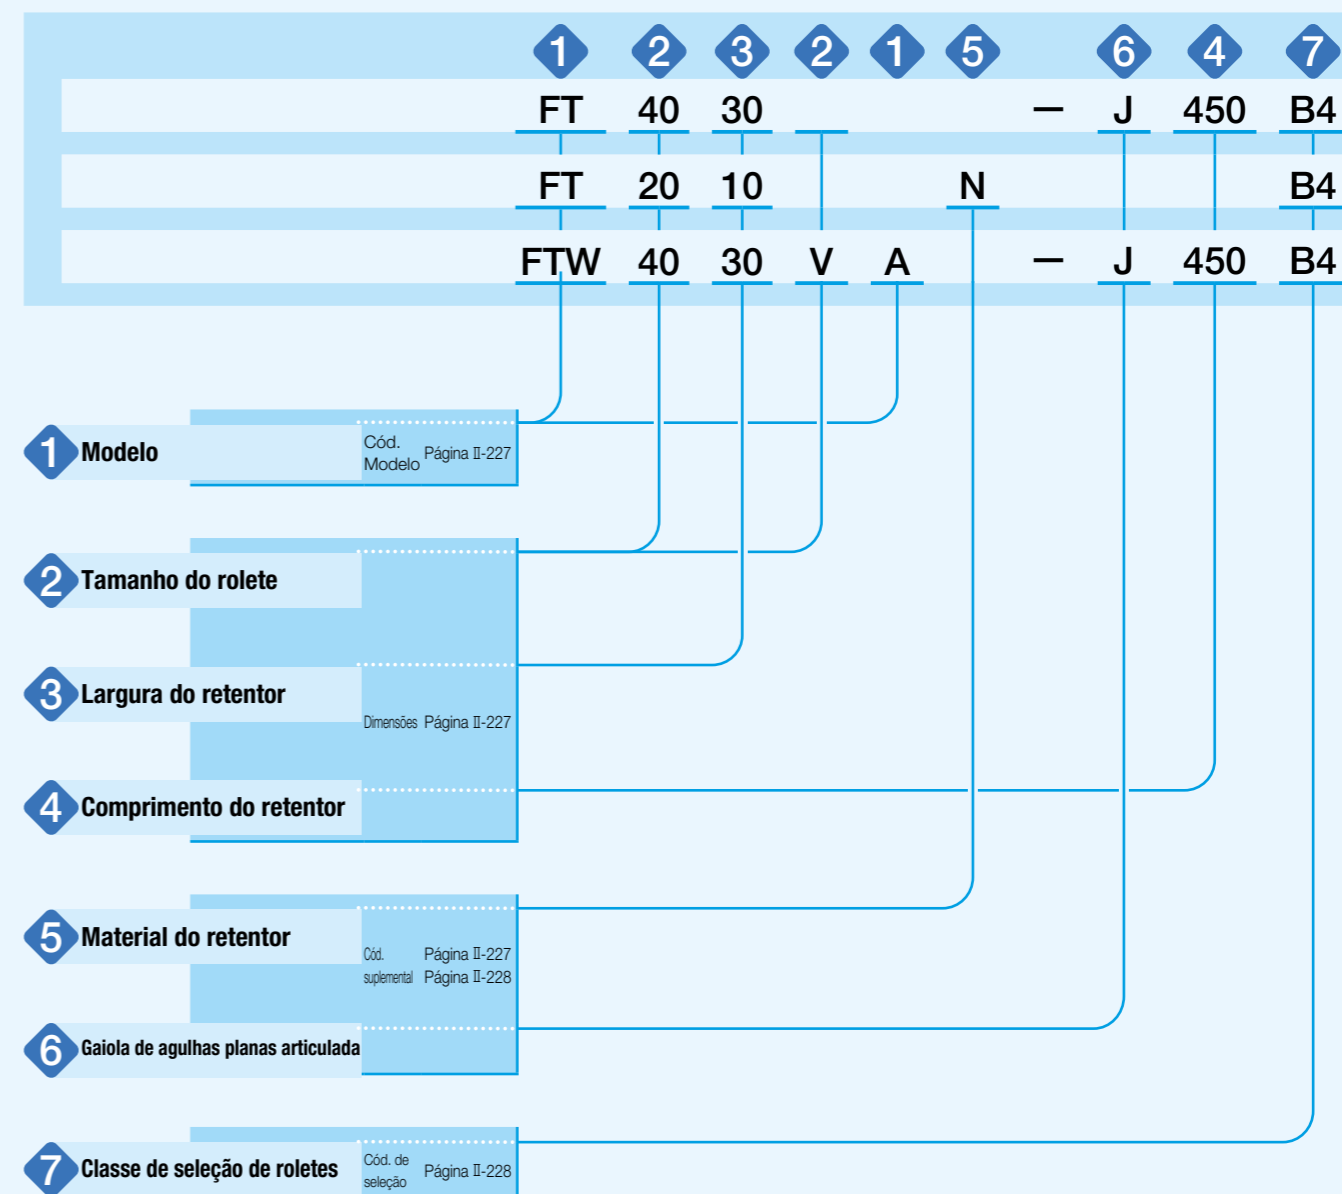 1 2 3 2 1 5 6 4 7
FT 40 30 – J 450 B4
FT 20 10 N B4
FTW 40 30 V A – J 450 B4
1 Modelo
Cód.
Modelo
Página Ⅱ-227
2 Tamanho do rolete
3 Largura do retentor
Dimensões Página Ⅱ-227
4 Comprimento do retentor
5 Material do retentor
Cód. Página Ⅱ-227
suplemental Página Ⅱ-228
6 Gaiola de agulhas planas articulada
7 Classe de seleção de roletes
Cód. de
seleção
Página Ⅱ-228